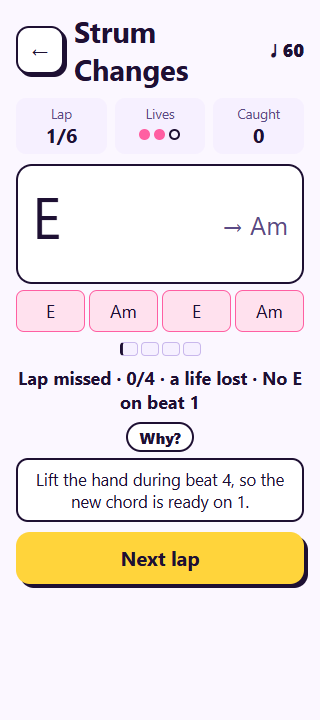 ←
Strum
Changes
♩ 60
Lap
1/6
Lives
Caught
0
E
→ Am
E
Am
E
Am
Lap missed · 0/4 · a life lost · No E
on beat 1
Why?
Lift the hand during beat 4, so the
new chord is ready on 1.
Next lap